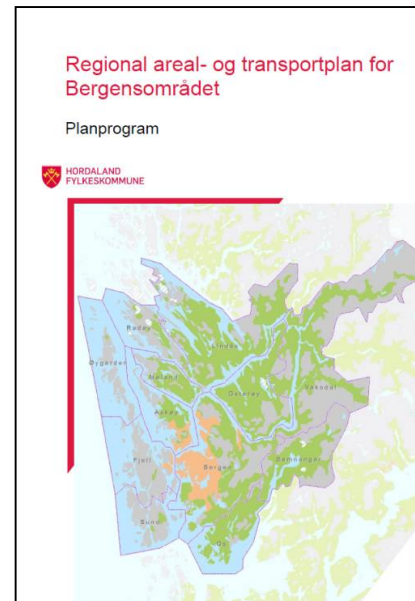 Regional areal- og transportplan for
Bergensområdet
Planprogram
HORDALAND
FYLKESKOMMUNE
Radøy
Lindås
Øygarden
Meland
Osterøy
Vaksdal
Askøy
Fjell
Bergen
Samnanger
Sund
Os